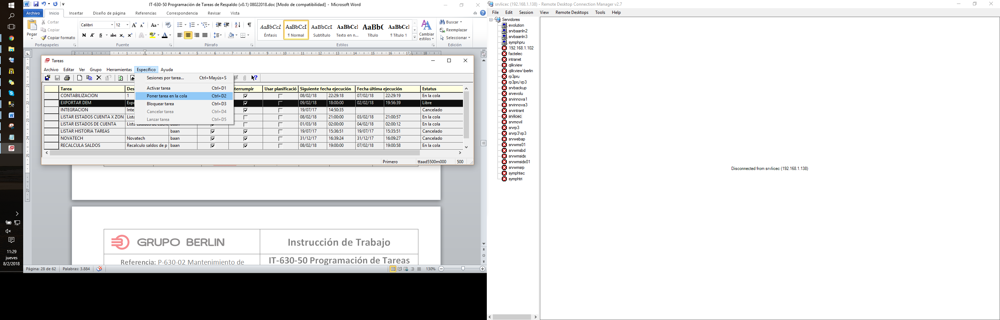 IT-630-50 Programación de Tareas de Respaldo (v0.1) 08022018.doc [Modo de compatibilidad] - Microsoft Word
Archivo Inicio Insertar Diseño de página Referencias Correspondencia Revisar Vista
Pegar
Cortar
Copiar
Copiar formato
Portapapeles
Calibri 12
Fuente
Párrafo
AaBbCcI AaBbCcI AaBbCcI AaBbCcI AaBbC AaBbCcI
Énfasis ¶ Normal Subtítulo Texto en n... Título ¶ Título 1
Cambiar estilos
Estilos
Buscar
Reemplazar
Seleccionar
Edición
Tareas
Archivo Editar Ver Grupo Herramientas Específico Ayuda
Sesiones por tarea... Ctrl+Mayús+S
Activar tarea Ctrl+D1
Poner tarea en la cola Ctrl+D2
Bloquear tarea Ctrl+D3
Cancelar tarea Ctrl+D4
Lanzar tarea Ctrl+D5
Tarea Des terrumpir Usar planificació Siguiente fecha ejecución Fecha última ejecución Estatus
CONTABILIZACION 1 08/02/18 22:29:18 07/02/18 22:29:19 En la cola
EXPORTAR DEM Expo 09/02/18 18:00:00 02/02/18 19:56:39 Libre
INTEGRACION Inte 19/07/17 14:50:35 Cancelado
LISTAR ESTADOS CUENTA X ZON Lista 08/02/18 21:00:00 03/02/18 21:00:57 En la cola
LISTAR ESTADOS DE CUENTA Lista estados de cuent baan 01/03/18 02:00:00 04/02/18 02:00:12 En la cola
LISTAR HISTORIA TAREAS baan 19/07/17 15:36:51 19/07/17 15:35:51 Cancelado
NOVATECH Novatech baan 31/12/17 16:39:24 31/12/17 16:09:27 Cancelado
RECALCULA SALDOS Recalculo saldos de p baan 08/02/18 19:00:00 07/02/18 19:00:58 En la cola
Primero ttaad5500m000 500
GRUPO BERLIN
Instrucción de Trabajo
Referencia: P-630-02 Mantenimiento de
IT-630-50 Programación de Tareas
Página: 28 de 62 Palabras: 3.884 130%
11:29
jueves
8/2/2018
srvlicec (192.168.1.138) - Remote Desktop Connection Manager v2.7
File Edit Session View Remote Desktops Tools Help
Servidores
evolution
srvbaanln2
srvbaanln3
symphpru
192.168.1.102
factelec
intranet
qlikview
qlikview\berlin
rp3pru
rp3pru\rp3
srvbackup
srvevolu
srvinnova1
srvinnova3
srvintrant
srvlicec
srvmovil
srvrp3
srvrp3\rp3
srvwebap
srvwms01
srvwmsbd
srvwmsidx
srvwmsidx01
srvwmsrp
symphtec
symphtri
Disconnected from srvlicec (192.168.1.138)